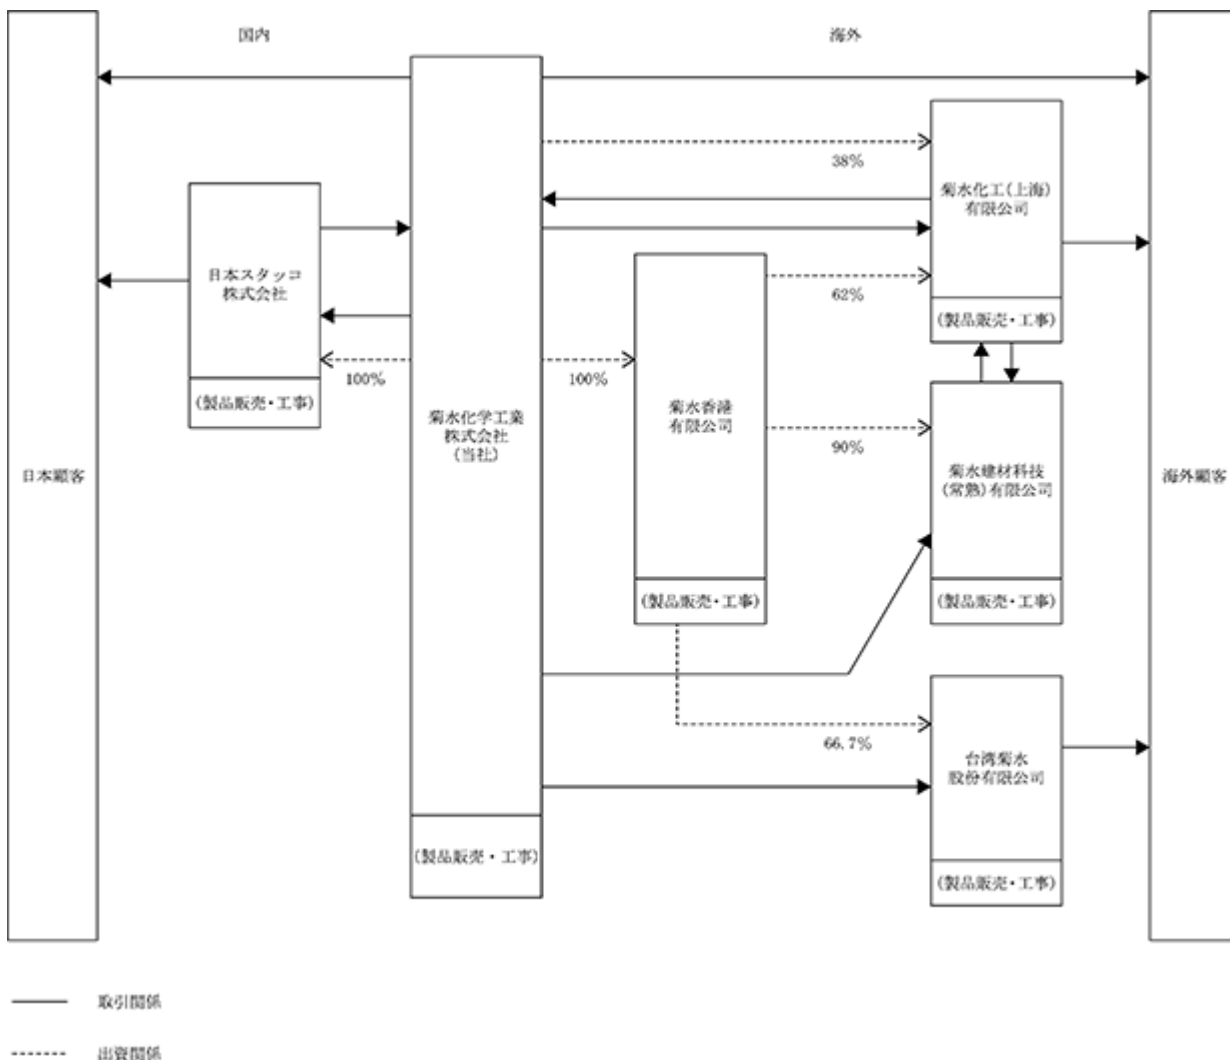 国内
海外
38%
菊水化工(上海)
有限公司
日本スタッコ
株式会社
62%
(製品販売・工事)
100%
100%
(製品販売・工事)
菊水化学工業
株式会社
(当社)
菊水香港
有限公司
90%
日本顧客
菊水建材科技
(常熟)有限公司
海外顧客
(製品販売・工事)
(製品販売・工事)
66.7%
台湾菊水
股份有限公司
(製品販売・工事)
(製品販売・工事)
取引関係
出資関係